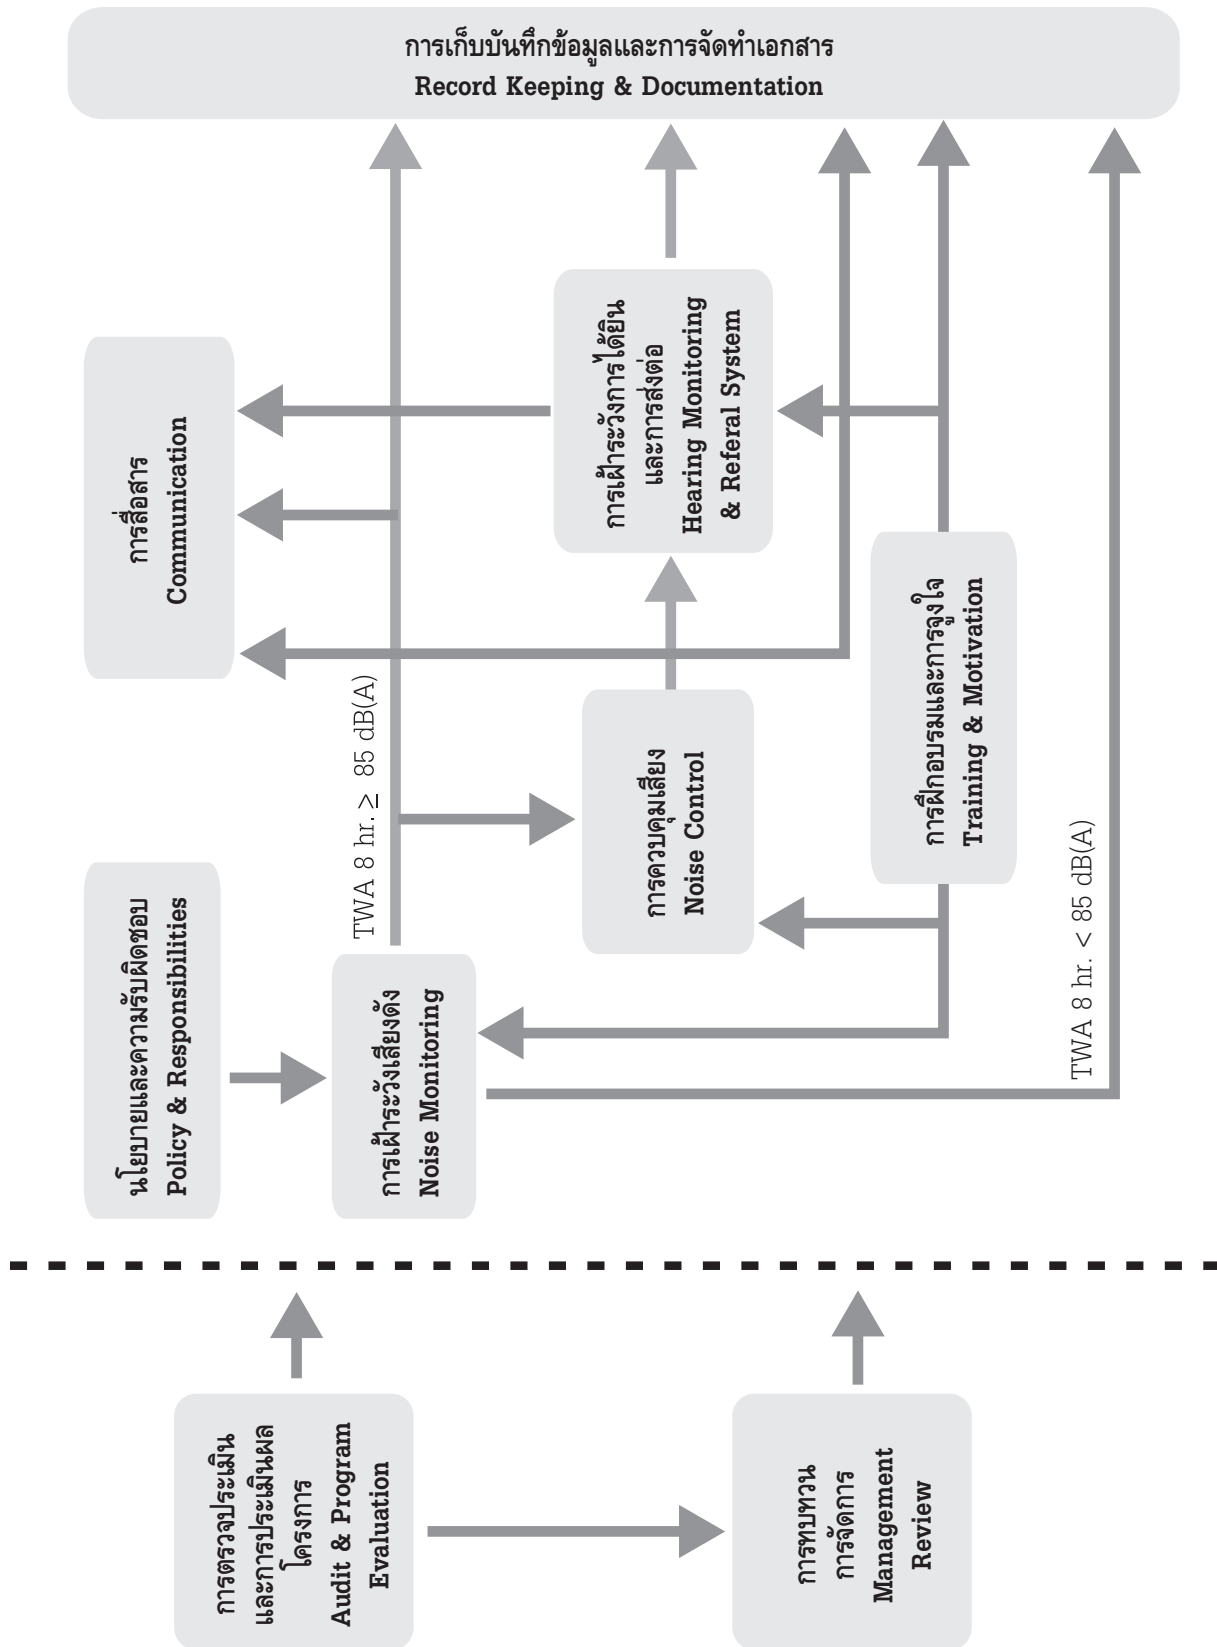 การเก็บบันทึกข้อมูลและการจัดทำเอกสาร
Record Keeping & Documentation
การสื่อสาร
Communication
การเฝ้าระวังการได้ยิน
และการส่งต่อ
Hearing Monitoring
& Referal System
TWA 8 hr. ≥ 85 dB(A)
นโยบายและความรับผิดชอบ
Policy & Responsibilities
การเฝ้าระวังเสียงดัง
Noise Monitoring
การควบคุมเสียง
Noise Control
การฝึกอบรมและการจูงใจ
Training & Motivation
TWA 8 hr. < 85 dB(A)
การตรวจประเมิน
และการประเมินผล
โครงการ
Audit & Program
Evaluation
การทบทวน
การจัดการ
Management
Review